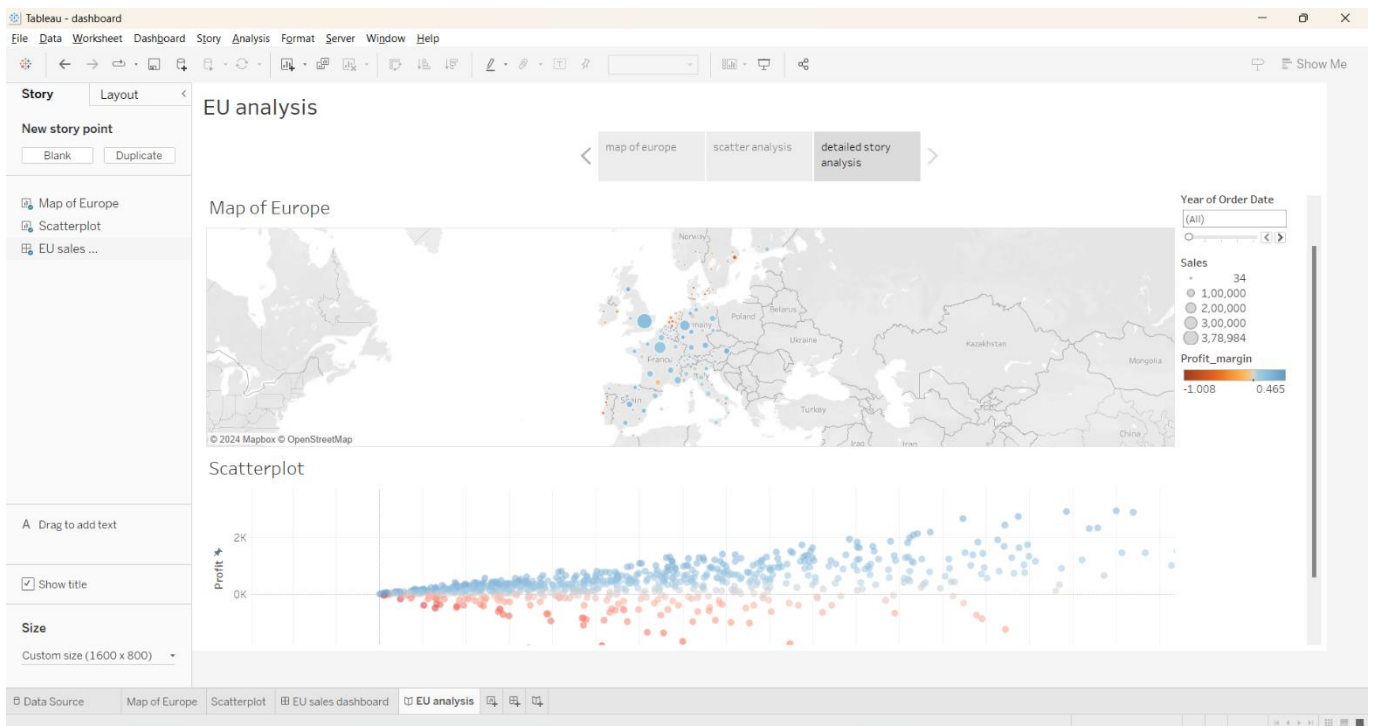 Tableau - dashboard
File Data Worksheet Dashboard Story Analysis Format Server Window Help
Show Me
Story Layout
EU analysis
New story point
Blank Duplicate
map of europe scatter analysis detailed story
analysis
Map of Europe
Scatterplot
EU sales ...
Map of Europe
Year of Order Date
(All)
Sales
34
1,00,000
2,00,000
3,00,000
3,78,984
Profit_margin
-1.008 0.465
Norway
Poland
Belarus
Ukraine
France
Kazakhstan
Mongolia
Spain
Turkey
China
Iraq
Iran
© 2024 Mapbox © OpenStreetMap
Scatterplot
2K
Profit
0K
A Drag to add text
Show title
Size
Custom size (1600 x 800)
Data Source Map of Europe Scatterplot EU sales dashboard EU analysis